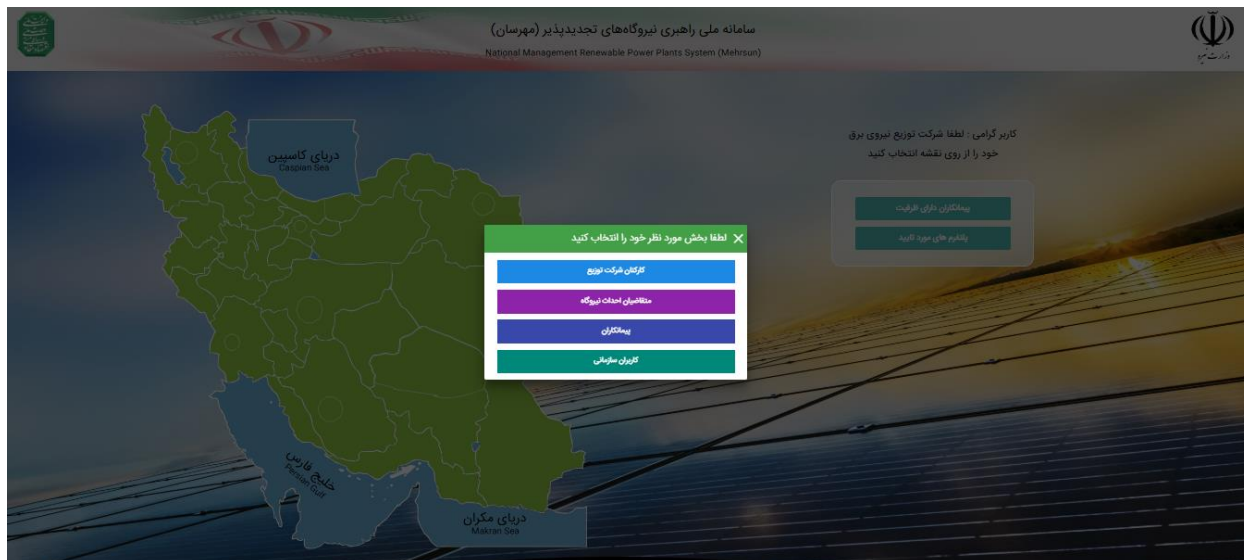 سامانه ملی راهبری نیروگاه‌های تجدیدپذیر (مهرسان)
National Management Renewable Power Plants System (Mehrsun)
وزارت نیرو
کاربر گرامی : لطفا شرکت توزیع نیروی برق
خود را از روی نقشه انتخاب کنید
پیمانکاران دارای ظرفیت
پلتفرم های مورد تایید
دریای کاسپین
Caspian Sea
لطفا بخش مورد نظر خود را انتخاب کنید
کارکنان شرکت توزیع
متقاضیان احداث نیروگاه
پیمانکاران
کاربران سازمانی
خلیج فارس
Persian Gulf
دریای مکران
Makran Sea